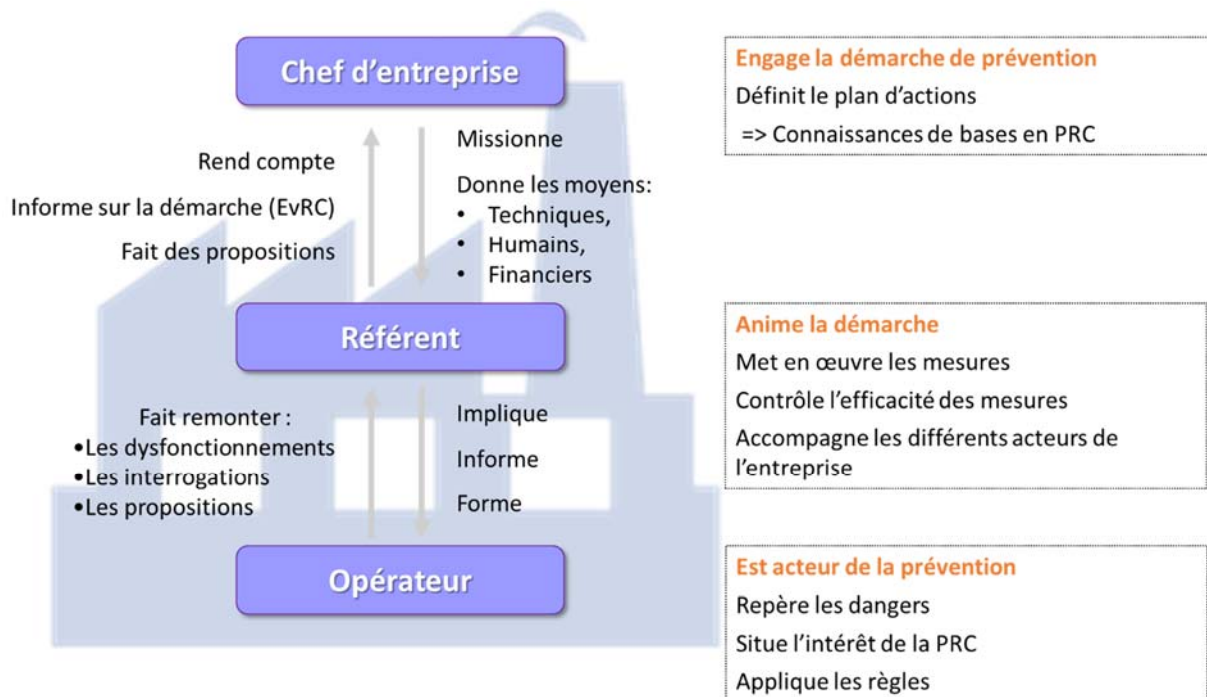 Chef d'entreprise
Engage la démarche de prévention
Définit le plan d'actions
=> Connaissances de bases en PRC
Rend compte
Informe sur la démarche (EvRC)
Fait des propositions
Missionne
Donne les moyens:
• Techniques,
• Humains,
• Financiers
Référent
Anime la démarche
Met en œuvre les mesures
Contrôle l'efficacité des mesures
Accompagne les différents acteurs de
l'entreprise
Fait remonter :
•Les dysfonctionnements
•Les interrogations
•Les propositions
Implique
Informe
Forme
Opérateur
Est acteur de la prévention
Repère les dangers
Situe l'intérêt de la PRC
Applique les règles